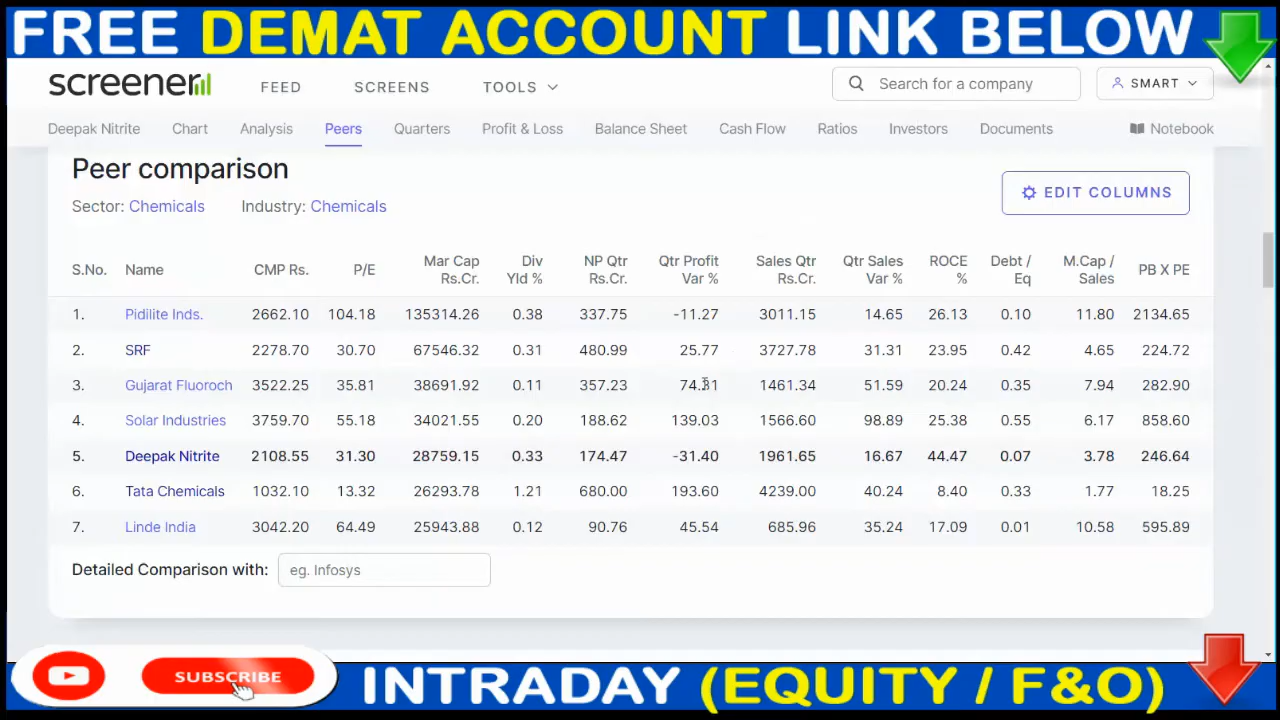 FREE DEMAT ACCOUNT LINK BELOW
screener FEED SCREENS TOOLS Search for a company SMART
Deepak Nitrite Chart Analysis Peers Quarters Profit & Loss Balance Sheet Cash Flow Ratios Investors Documents Notebook
Peer comparison
Sector: Chemicals Industry: Chemicals EDIT COLUMNS
S.No. Name CMP Rs. P/E Mar Cap Rs.Cr. Div Yld % NP Qtr Rs.Cr. Qtr Profit Var % Sales Qtr Rs.Cr. Qtr Sales Var % ROCE % Debt / Eq M.Cap / Sales PB X PE
1. Pidilite Inds. 2662.10 104.18 135314.26 0.38 337.75 -11.27 3011.15 14.65 26.13 0.10 11.80 2134.65
2. SRF 2278.70 30.70 67546.32 0.31 480.99 25.77 3727.78 31.31 23.95 0.42 4.65 224.72
3. Gujarat Fluoroch 3522.25 35.81 38691.92 0.11 357.23 74.31 1461.34 51.59 20.24 0.35 7.94 282.90
4. Solar Industries 3759.70 55.18 34021.55 0.20 188.62 139.03 1566.60 98.89 25.38 0.55 6.17 858.60
5. Deepak Nitrite 2108.55 31.30 28759.15 0.33 174.47 -31.40 1961.65 16.67 44.47 0.07 3.78 246.64
6. Tata Chemicals 1032.10 13.32 26293.78 1.21 680.00 193.60 4239.00 40.24 8.40 0.33 1.77 18.25
7. Linde India 3042.20 64.49 25943.88 0.12 90.76 45.54 685.96 35.24 17.09 0.01 10.58 595.89
Detailed Comparison with: eg. Infosys
SUBSCRIBE INTRADAY (EQUITY / F&O)